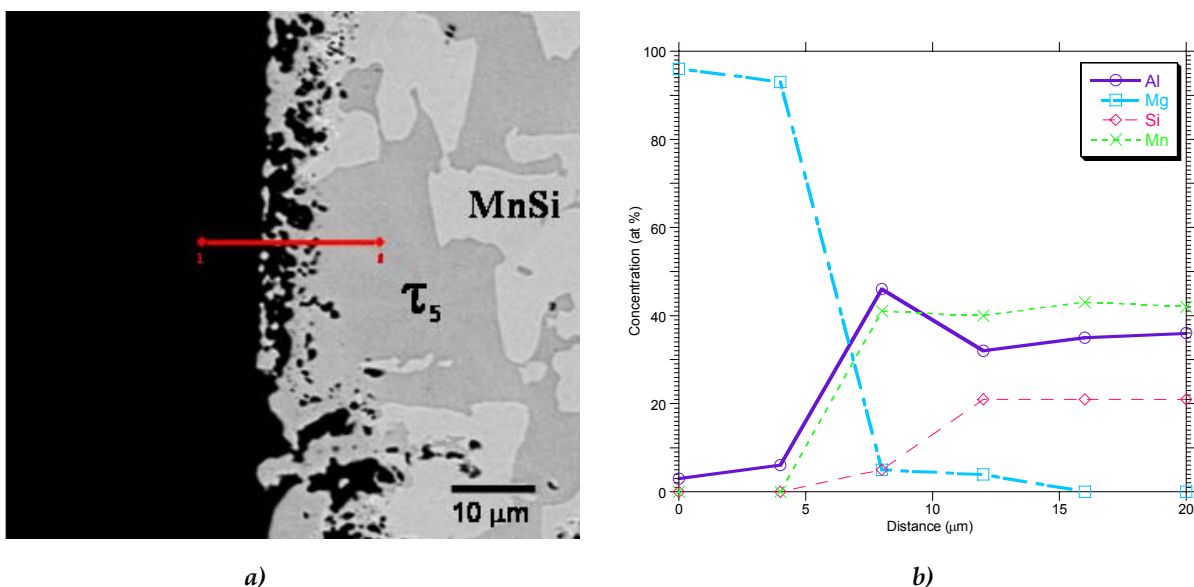 MnSi
1
τ₅
10 μm
a)
100
80
60
40
20
0
0
5
10
15
20
Concentration (at %)
Distance (μm)
Al
Mg
Si
Mn
b)